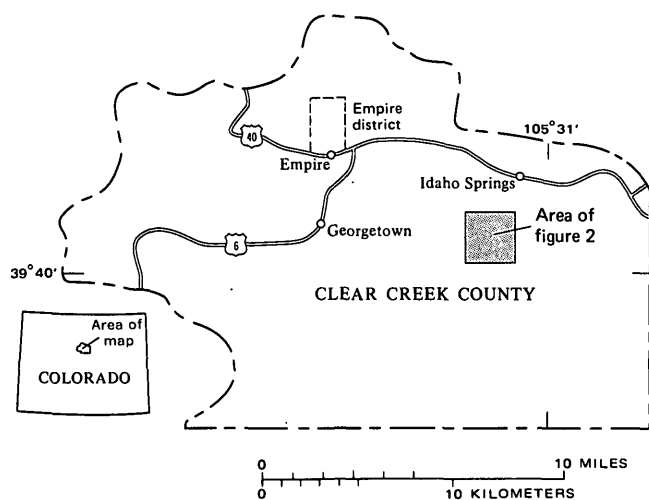 Empire
district
40
105°31'
Empire
Idaho Springs
Georgetown
Area of
figure 2
6
39°40'
CLEAR CREEK COUNTY
Area of
map
COLORADO
0
10 MILES
0
10 KILOMETERS